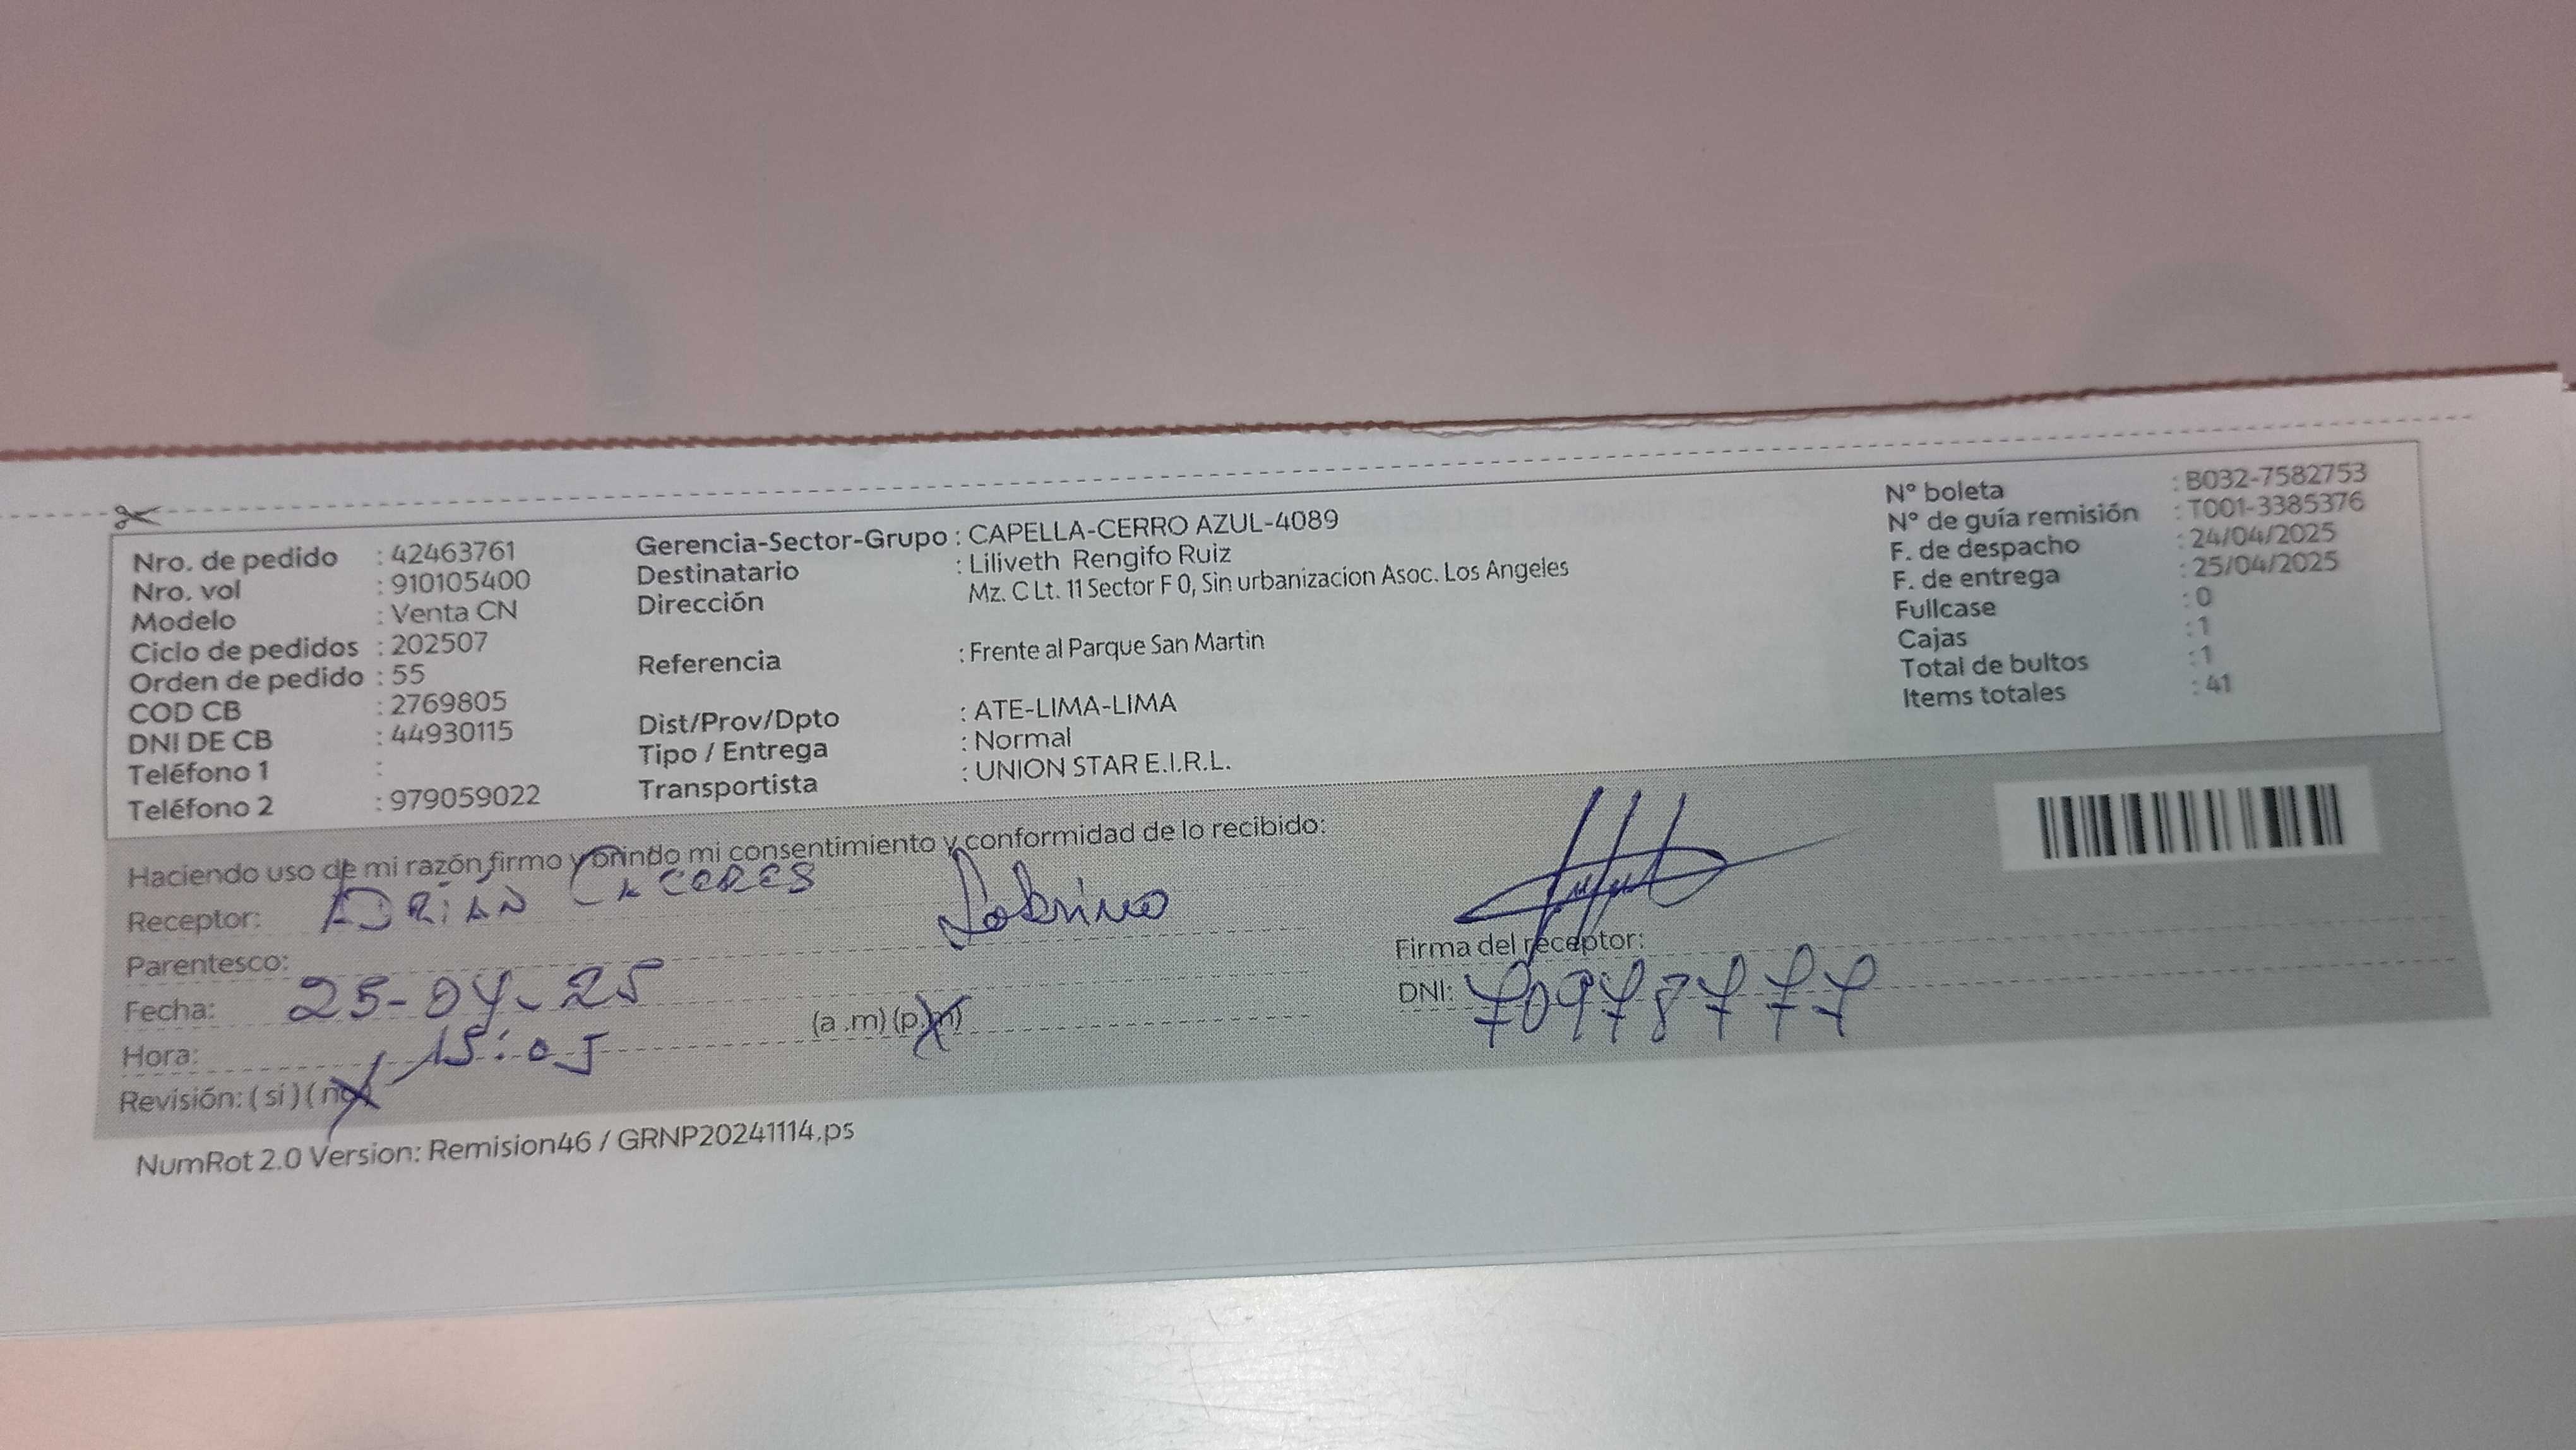 Nro. de pedido : 42463761
Nro. vol : 910105400
Modelo : Venta CN
Ciclo de pedidos : 202507
Orden de pedido : 55
COD CB : 2769805
DNI DE CB : 44930115
Teléfono 1 :
Teléfono 2 : 979059022
Gerencia-Sector-Grupo : CAPELLA-CERRO AZUL-4089
Destinatario : Liliveth Rengifo Ruiz
Dirección Mz. C Lt. 11 Sector F 0, Sin urbanizacion Asoc. Los Angeles
Referencia : Frente al Parque San Martin
Dist/Prov/Dpto : ATE-LIMA-LIMA
Tipo / Entrega : Normal
Transportista : UNION STAR E.I.R.L.
N° boleta : B032-7582753
N° de guía remisión : T001-3385376
F. de despacho : 24/04/2025
F. de entrega : 25/04/2025
Fullcase : 0
Cajas : 1
Total de bultos : 1
Items totales : 41
Haciendo uso de mi razón,firmo y brindo mi consentimiento y conformidad de lo recibido:
Receptor: ADRIÁN CACERES
Parentesco: Sobrino
Fecha: 25-04-25
Hora: 15:05 (a .m) (p.m)
Revisión: ( si ) ( no )
Firma del receptor:
DNI: 70978777
NumRot 2.0 Version: Remision46 / GRNP20241114.ps